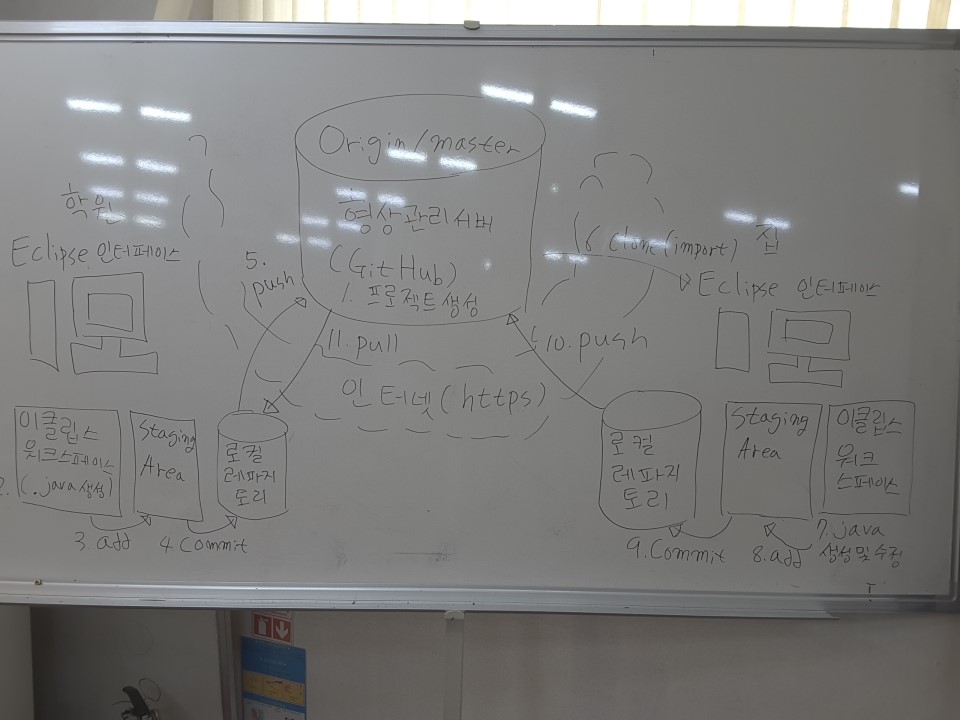 Origin/master
형상관리서버
(GitHub)
1. 프로젝트생성
학원
Eclipse 인터페이스
5.
push
11. pull
인터넷(https)
6 clone(import)
집
Eclipse 인터페이스
10. push
이클립스
워크스페이스
2. (.java생성)
Staging
Area
로컬
레파지
토리
3. add
4. Commit
로컬
레파지
토리
Staging
Area
이클립스
워크
스페이스
9. Commit
8. add
7. java
생성 및 수정